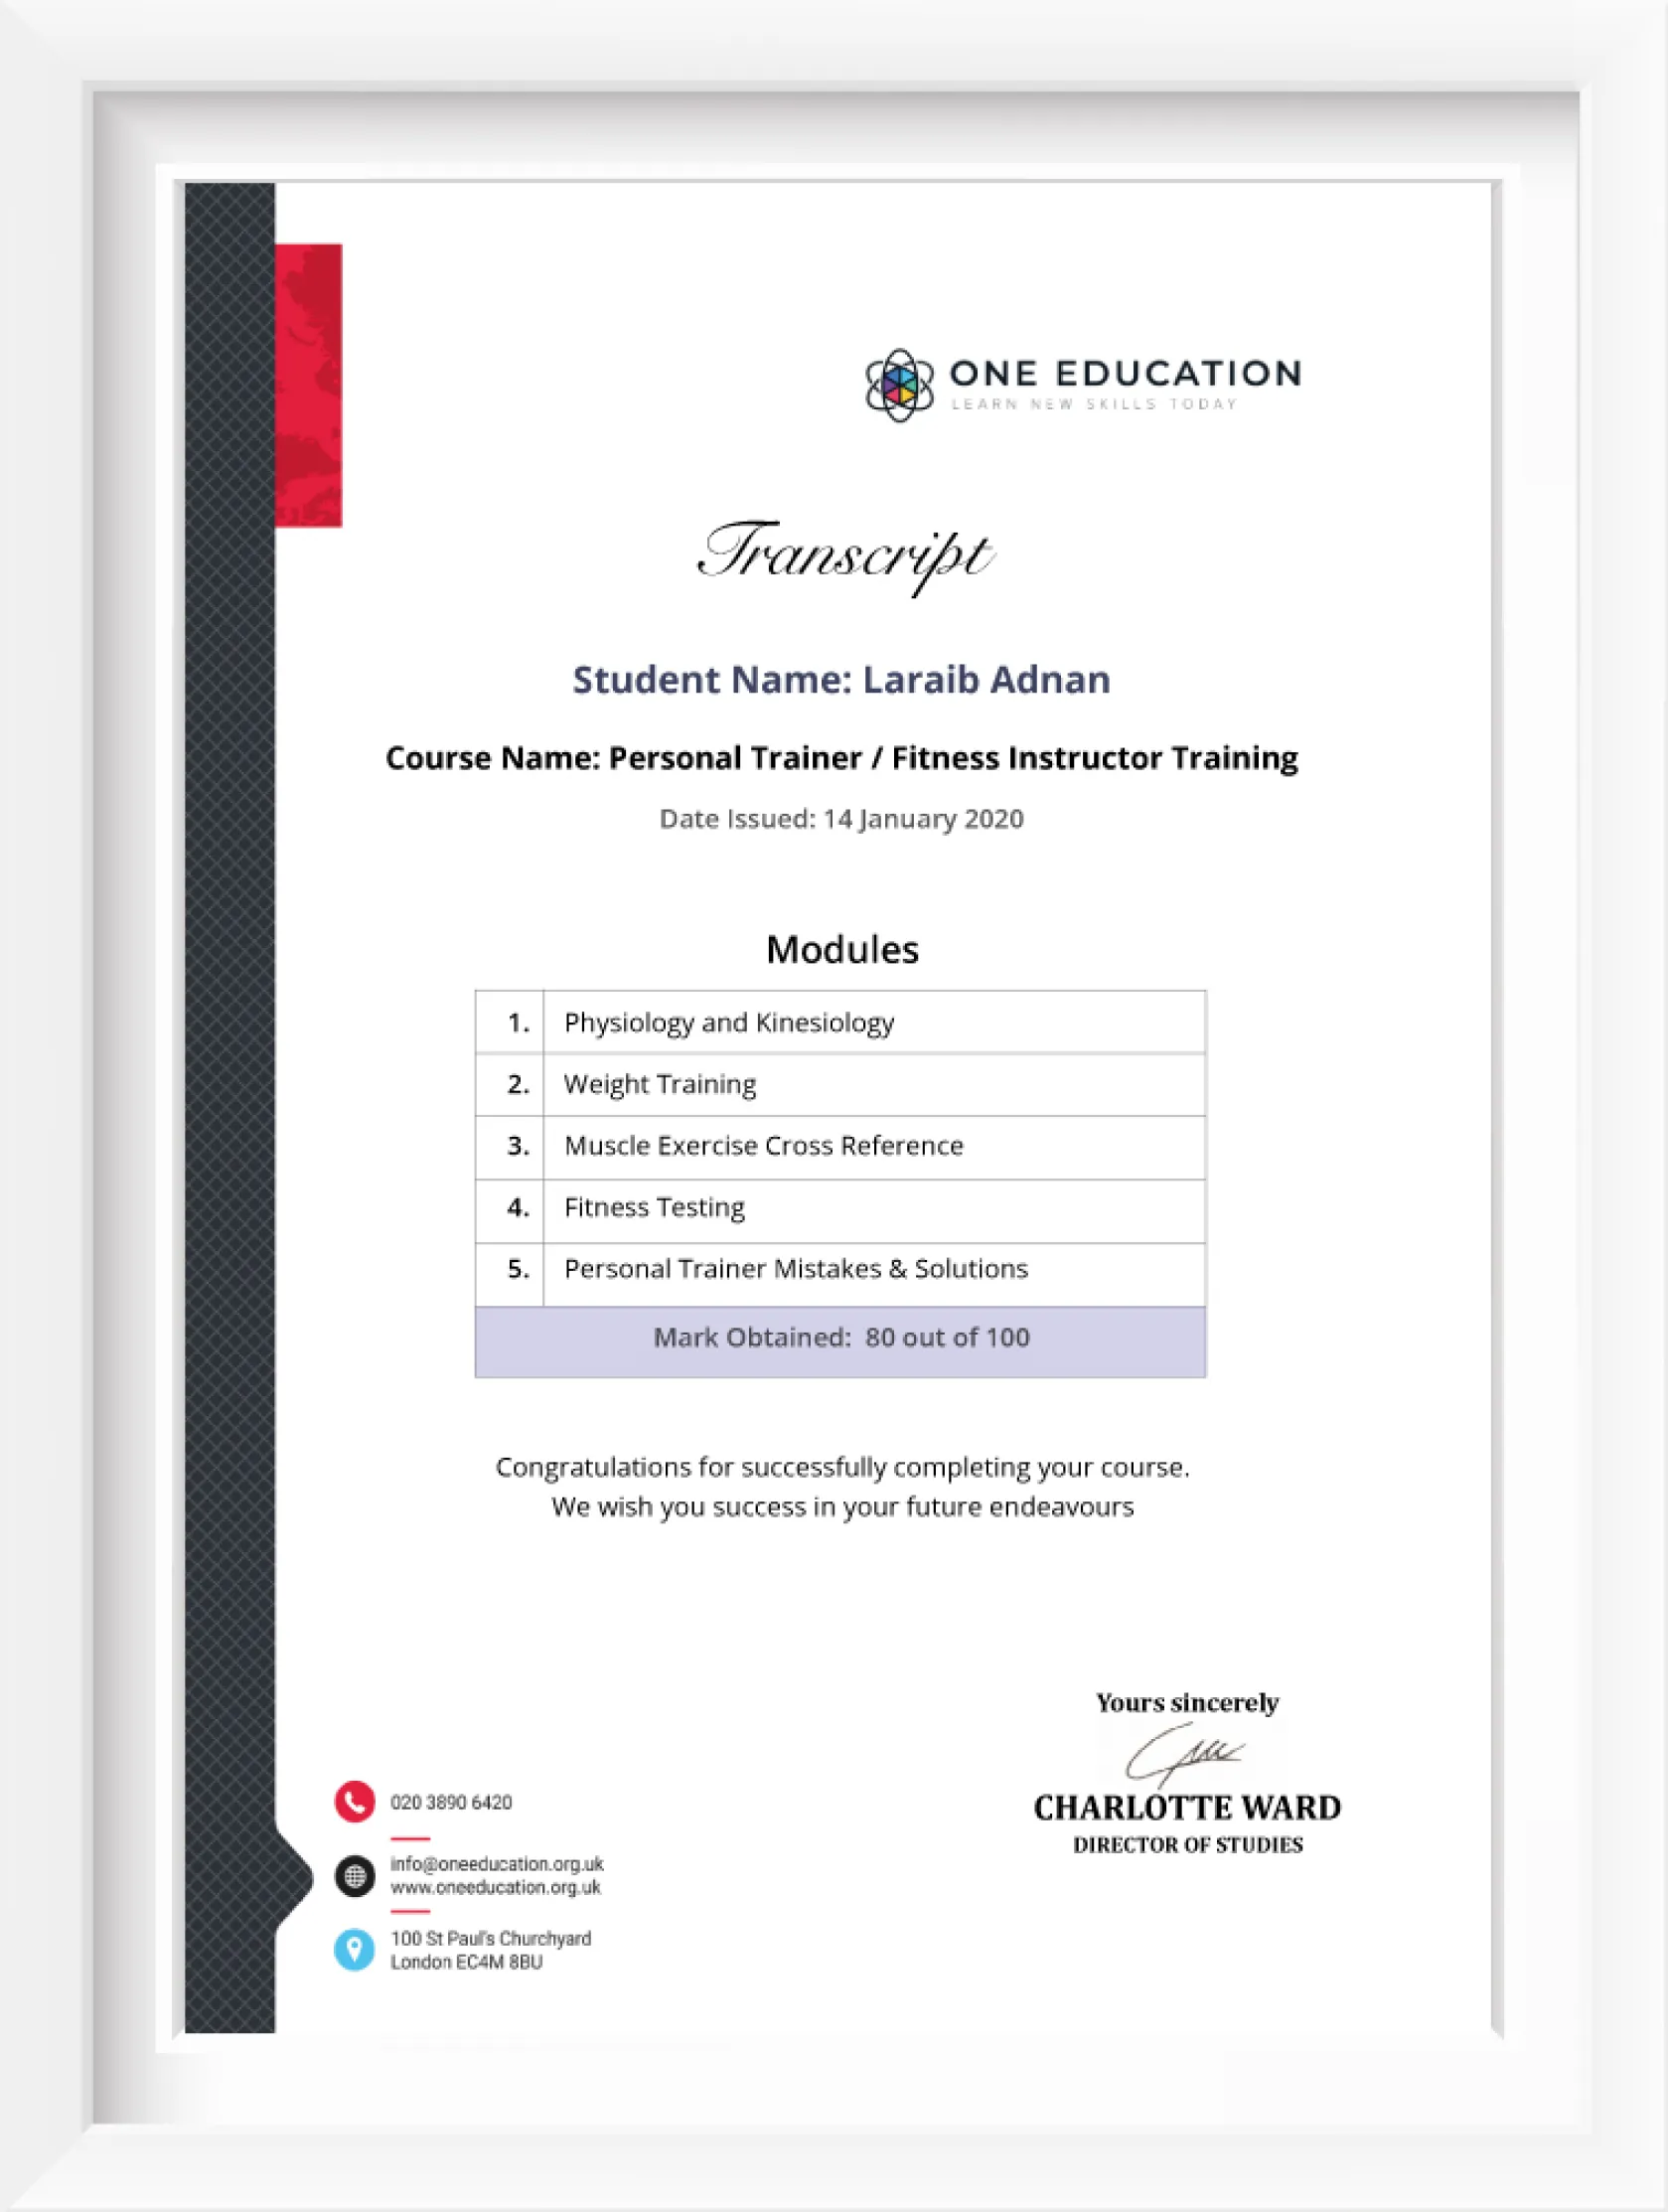 ONE EDUCATION
LEARN NEW SKILLS TODAY
Transcript
Student Name: Laraib Adnan
Course Name: Personal Trainer / Fitness Instructor Training
Date Issued: 14 January 2020
Modules
1. Physiology and Kinesiology
2. Weight Training
3. Muscle Exercise Cross Reference
4. Fitness Testing
5. Personal Trainer Mistakes & Solutions
Mark Obtained: 80 out of 100
Congratulations for successfully completing your course.
We wish you success in your future endeavours
Yours sincerely
CHARLOTTE WARD
DIRECTOR OF STUDIES
020 3890 6420
info@oneeducation.org.uk
www.oneeducation.org.uk
100 St Paul's Churchyard
London EC4M 8BU